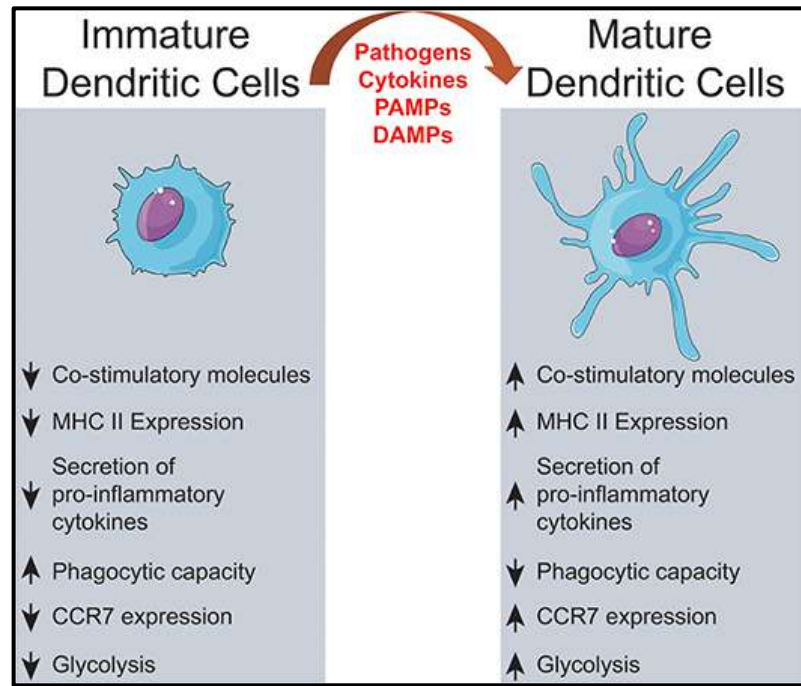 Immature
Dendritic Cells
Pathogens
Cytokines
PAMPs
DAMPs
Mature
Dendritic Cells
Co-stimulatory molecules
MHC II Expression
Secretion of
pro-inflammatory
cytokines
Phagocytic capacity
CCR7 expression
Glycolysis
Co-stimulatory molecules
MHC II Expression
Secretion of
pro-inflammatory
cytokines
Phagocytic capacity
CCR7 expression
Glycolysis